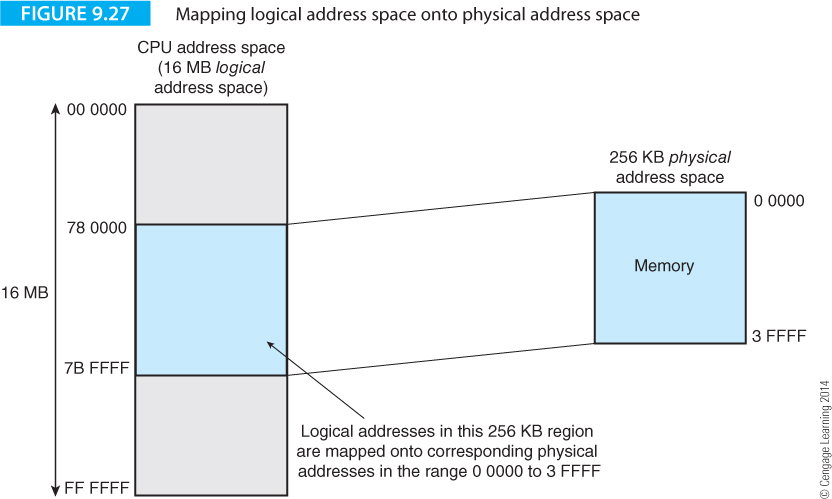 FIGURE 9.27 Mapping logical address space onto physical address space
CPU address space
(16 MB logical
address space)
00 0000
78 0000
16 MB
7B FFFF
FF FFFF
256 KB physical
address space
0 0000
Memory
3 FFFF
Logical addresses in this 256 KB region
are mapped onto corresponding physical
addresses in the range 0 0000 to 3 FFFF
© Cengage Learning 2014